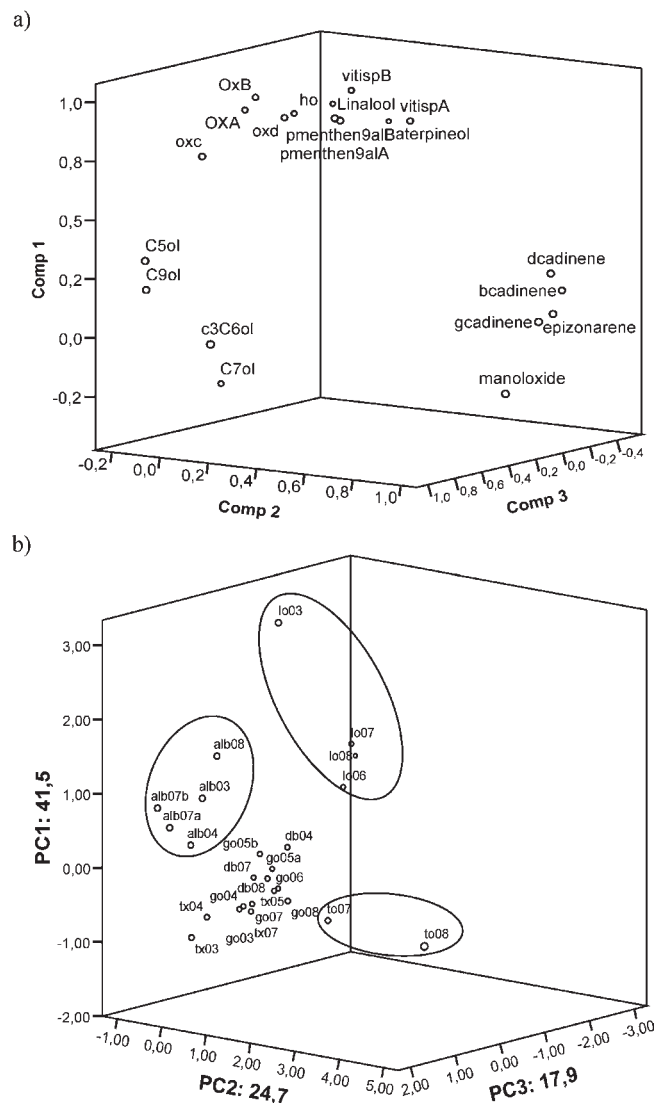 a)
vitispB
OxB
ho
Linalool
vitispA
OXA
oxd
pmenthen9alB
aterpineol
oxc
pmenthen9alA
C5ol
C9ol
dcadinene
bcadinene
c3C6ol
gcadinene
epizonarene
C7ol
manoloxide
Comp 1
1,0
0,8
0,5
0,2
0,0
-0,2
-0,2
0,0
0,2
0,4
0,6
0,8
1,0
Comp 2
1,0
0,8
0,6
0,4
0,2
0,0
-0,2
-0,4
Comp 3
b)
lo03
lo07
lo08
lo06
alb08
alb07b
alb03
alb07a
alb04
go05b
db04
db07
go05a
db08
go06
go04
tx05
tx04
go07
go08
to07
tx03
go03
tx07
to08
PC1: 41,5
3,00
2,00
1,00
0,00
-1,00
-2,00
-1,00
0,00
1,00
2,00
3,00
4,00
5,00
PC2: 24,7
2,00
1,00
0,00
-1,00
-2,00
-3,00
PC3: 17,9